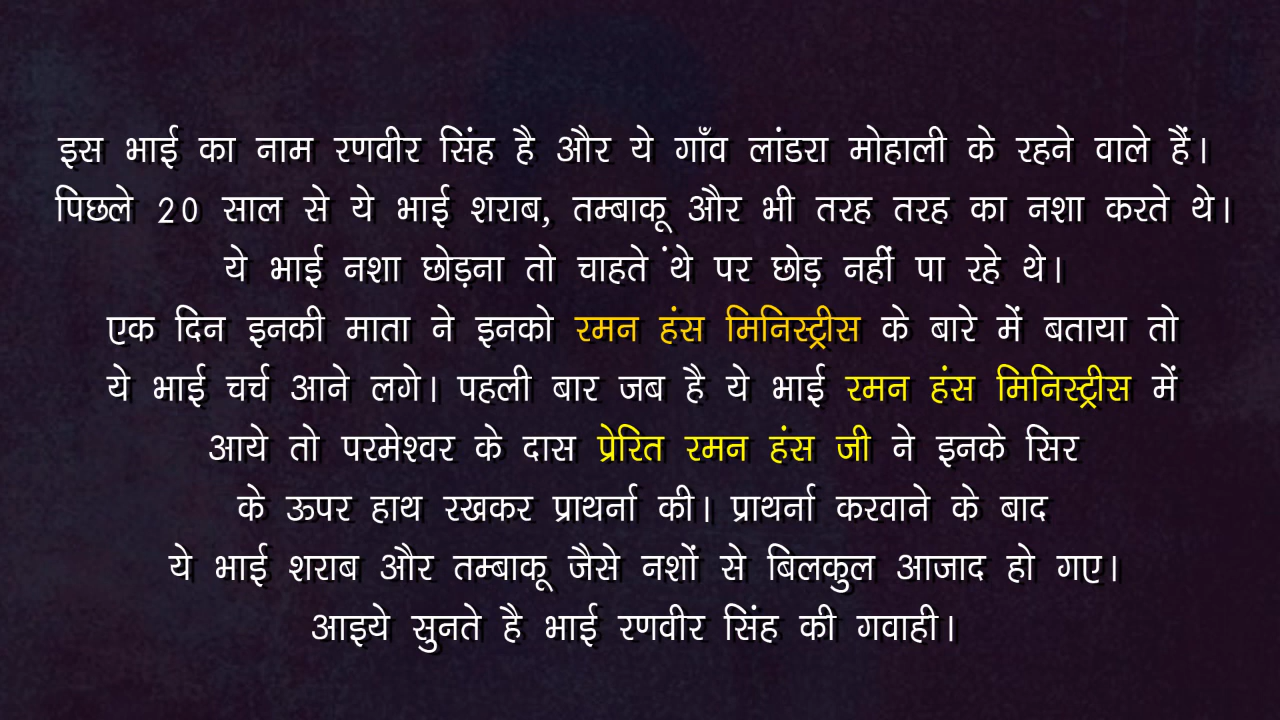 इस भाई का नाम रणवीर सिंह है और ये गाँव लांडरा मोहाली के रहने वाले हैं।
पिछले 20 साल से ये भाई शराब, तम्बाकू और भी तरह तरह का नशा करते थे।
ये भाई नशा छोड़ना तो चाहते ंथे पर छोड़ नहीं पा रहे थे।
एक दिन इनकी माता ने इनको रमन हंस मिनिस्ट्रीस के बारे में बताया तो
ये भाई चर्च आने लगे। पहली बार जब है ये भाई रमन हंस मिनिस्ट्रीस में
आये तो परमेश्वर के दास प्रेरित रमन हंस जी ने इनके सिर
के ऊपर हाथ रखकर प्राथर्ना की। प्राथर्ना करवाने के बाद
ये भाई शराब और तम्बाकू जैसे नशों से बिलकुल आजाद हो गए।
आइये सुनते है भाई रणवीर सिंह की गवाही।